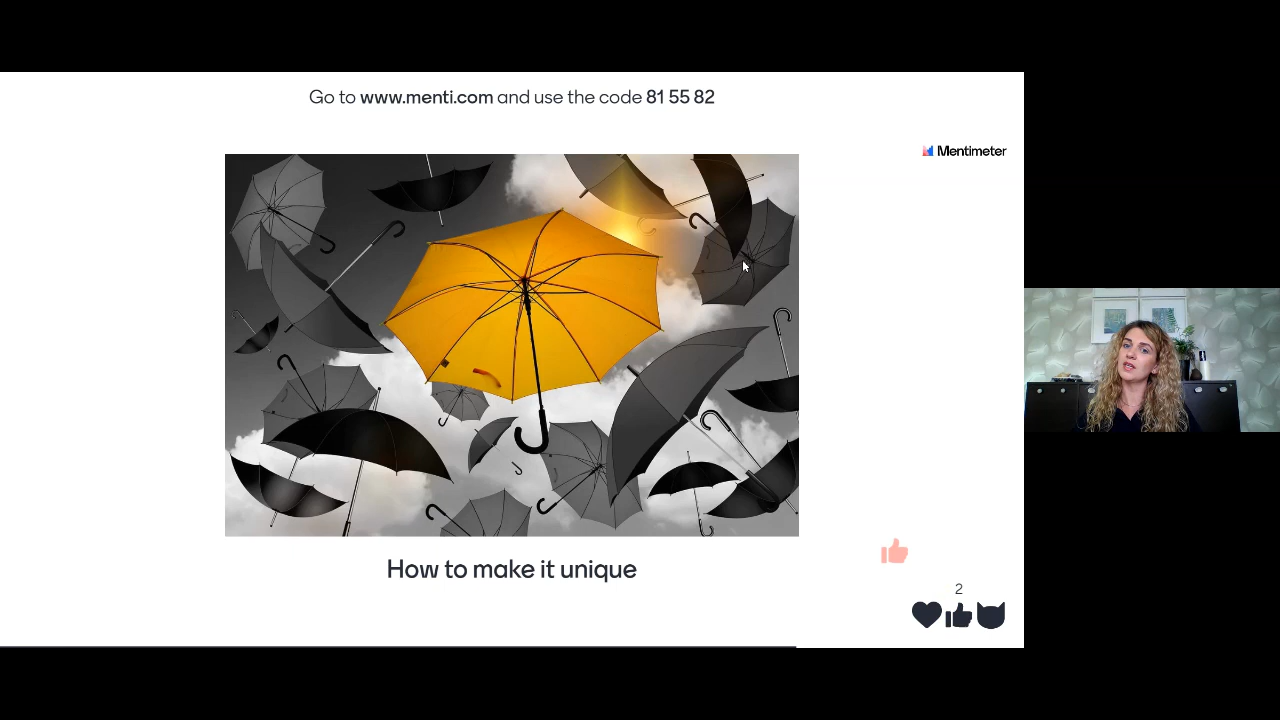 Go to www.menti.com and use the code 81 55 82
Mentimeter
How to make it unique
2